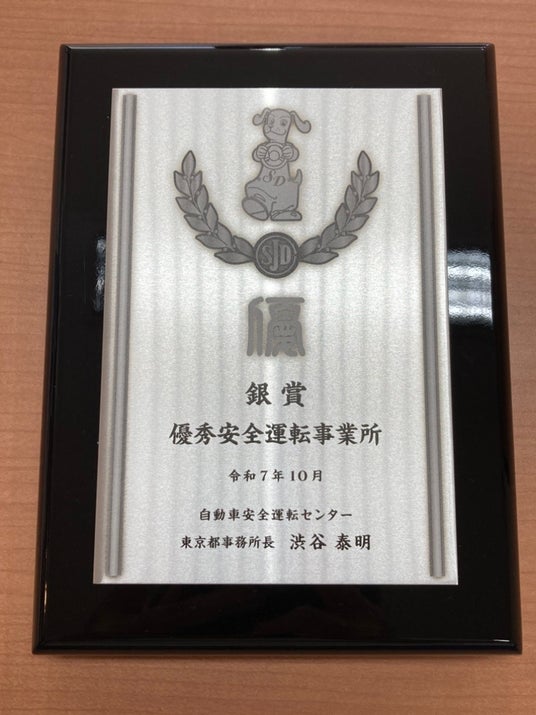 SD
SJD
優
銀賞
優秀安全運転事業所
令和7年10月
自動車安全運転センター
東京都事務所長 渋谷 泰明